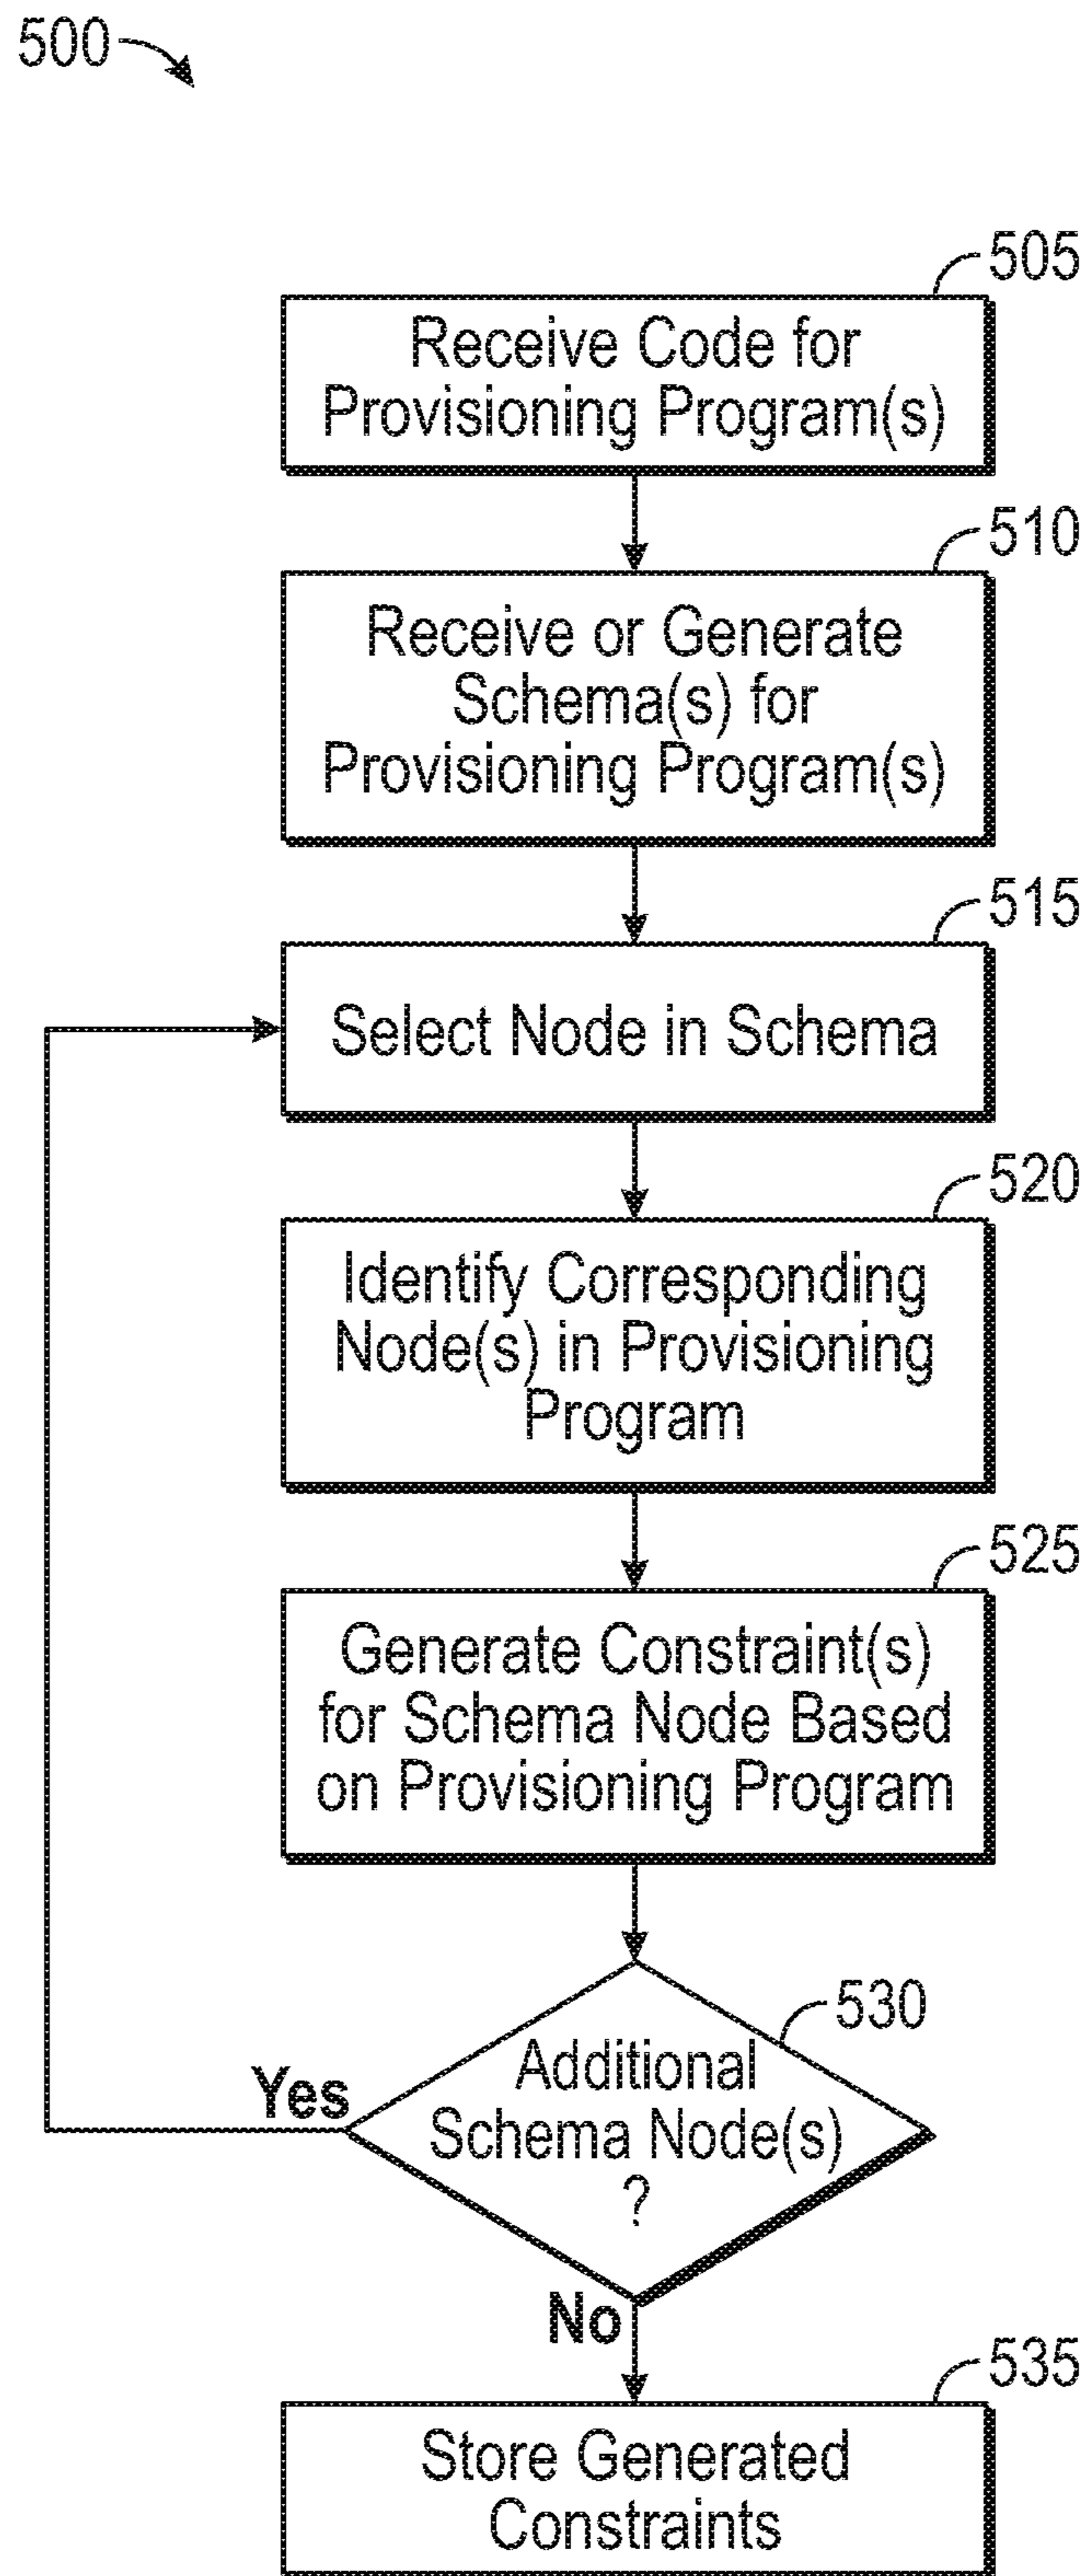 500
505
Receive Code for
Provisioning Program(s)
510
Receive or Generate
Schema(s) for
Provisioning Program(s)
515
Select Node in Schema
520
Identify Corresponding
Node(s) in Provisioning
Program
525
Generate Constraint(s)
for Schema Node Based
on Provisioning Program
530
Additional
Schema Node(s)
?
Yes
No
535
Store Generated
Constraints